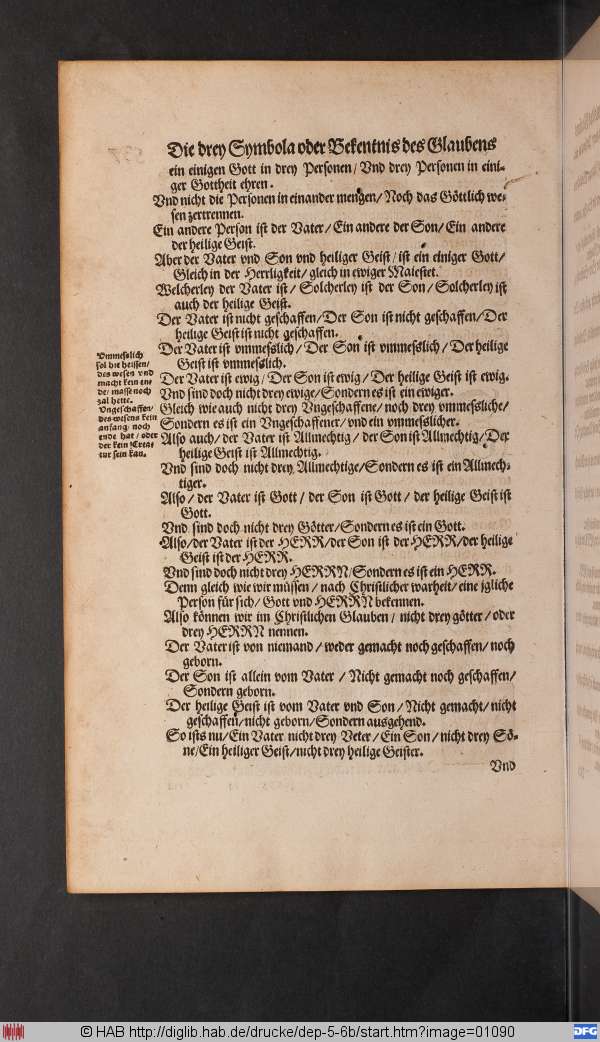 Die drey Symbola oder Bekentnis des Glaubens
ein einigen Gott in drey Personen / Vnd drey Personen in eini-
ger Gottheit ehren.
Vnd nicht die Personen in einander mengen / Noch das Göttlich we-
sen zertrennen.
Ein andere Person ist der Vater / Ein andere der Son / Ein andere
der heilige Geist.
Aber der Vater vnd Son vnd heiliger Geist / ist ein einiger Gott /
Gleich in der Herrligkeit / gleich in ewiger Maiestet.
Welcherley der Vater ist / Solcherley ist der Son / Solcherley ist
auch der heilige Geist.
Der Vater ist nicht geschaffen / Der Son ist nicht geschaffen / Der
heilige Geist ist nicht geschaffen.
Der Vater ist vnmesslich / Der Son ist vnmesslich / Der heilige
Geist ist vnmesslich.
Der Vater ist ewig / Der Son ist ewig / Der heilige Geist ist ewig.
Vnd sind doch nicht drey ewige / Sondern es ist ein ewiger.
Gleich wie auch nicht drey Vngeschaffene / noch drey vnmessliche /
Sondern es ist ein Vngeschaffener / vnd ein vnmesslicher.
Also auch / der Vater ist Allmechtig / der Son ist Allmechtig / Der
heilige Geist ist Allmechtig.
Vnd sind doch nicht drey Allmechtige / Sondern es ist ein Allmech-
tiger.
Also / der Vater ist Gott / der Son ist Gott / der heilige Geist ist
Gott.
Vnd sind doch nicht drey Götter / Sondern es ist ein Gott.
Also / der Vater ist der HERR / der Son ist der HERR / der heilige
Geist ist der HERR.
Vnd sind doch nicht drey HERRN / Sondern es ist ein HERR.
Denn gleich wie wir müssen / nach Christlicher warheit / eine jgliche
Person für sich / Gott vnd HERRN bekennen.
Also können wir im Christlichen Glauben / nicht drey götter / oder
drey HERRN nennen.
Der Vater ist von niemand / weder gemacht noch geschaffen / noch
geborn.
Der Son ist allein vom Vater / Nicht gemacht noch geschaffen /
Sondern geborn.
Der heilige Geist ist vom Vater vnd Son / Nicht gemacht / nicht
geschaffen / nicht geborn / Sondern ausgehend.
So ists nu / Ein Vater nicht drey Veter / Ein Son / nicht drey Sö-
ne / Ein heiliger Geist / nicht drey heilige Geister.
Vnd
Vnmesslich
sol hie heissen /
des wesen vnd
macht kein en-
de / masse noch
zal hette.
Vngeschaffen /
des wesens kein
anfang noch
ende hat / oder
der kein Crea-
tur sein kan.
© HAB http://diglib.hab.de/drucke/dep-5-6b/start.htm?image=01090
DFG